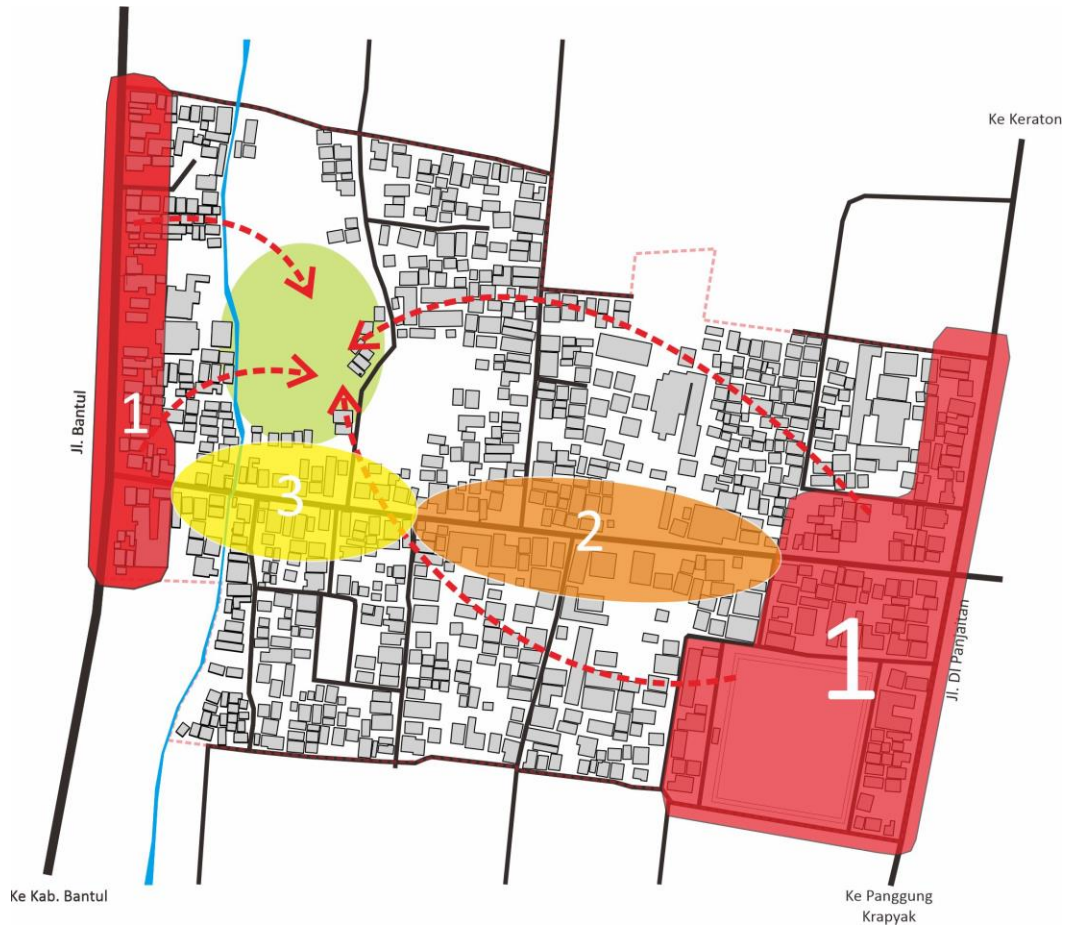 Ke Keraton
Jl. Bantul
1
3
2
1
Jl. DI Panjaitan
Ke Kab. Bantul
Ke Panggung
Krapyak